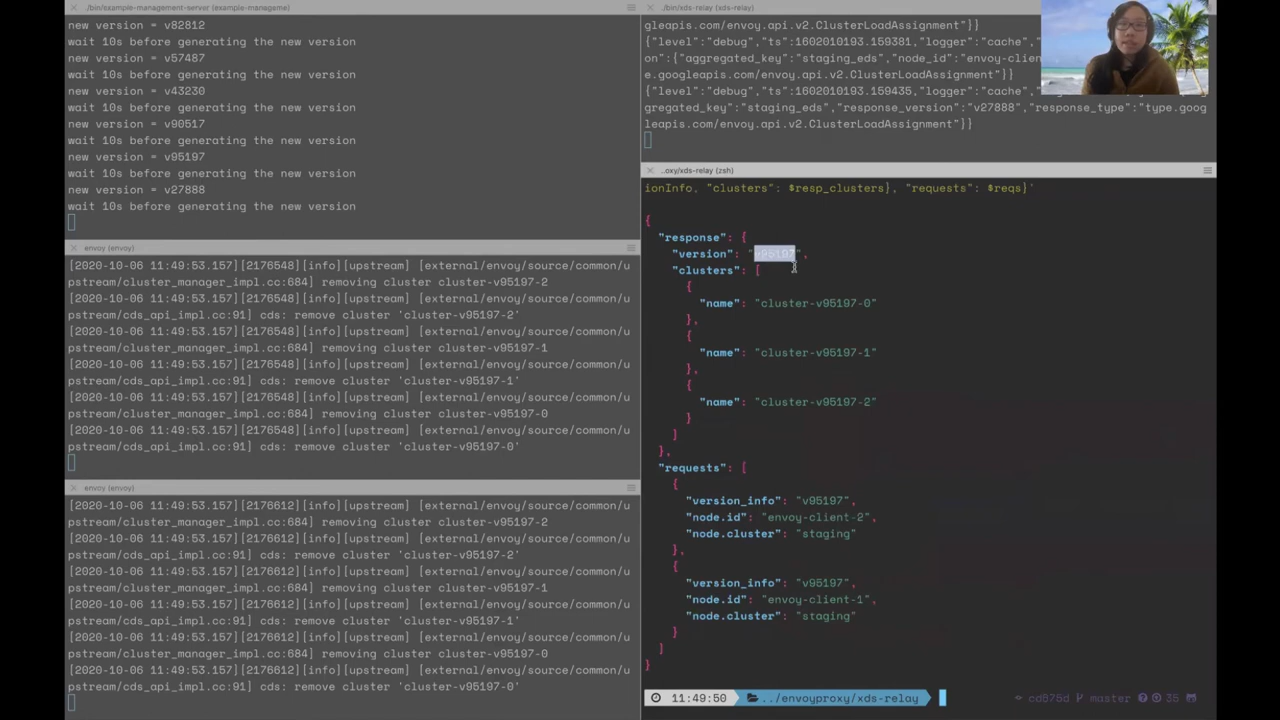 /bin/example-management-server (example-manageme)
new version = v82812
wait 10s before generating the new version
new version = v57487
wait 10s before generating the new version
new version = v43230
wait 10s before generating the new version
new version = v90517
wait 10s before generating the new version
new version = v95197
wait 10s before generating the new version
new version = v27888
wait 10s before generating the new version
envoy (envoy)
[2020-10-06 11:49:53.157][2176548][info][upstream] [external/envoy/source/common/u
pstream/cluster_manager_impl.cc:684] removing cluster cluster-v95197-2
[2020-10-06 11:49:53.157][2176548][info][upstream] [external/envoy/source/common/u
pstream/cds_api_impl.cc:91] cds: remove cluster 'cluster-v95197-2'
[2020-10-06 11:49:53.157][2176548][info][upstream] [external/envoy/source/common/u
pstream/cluster_manager_impl.cc:684] removing cluster cluster-v95197-1
[2020-10-06 11:49:53.157][2176548][info][upstream] [external/envoy/source/common/u
pstream/cds_api_impl.cc:91] cds: remove cluster 'cluster-v95197-1'
[2020-10-06 11:49:53.157][2176548][info][upstream] [external/envoy/source/common/u
pstream/cluster_manager_impl.cc:684] removing cluster cluster-v95197-0
[2020-10-06 11:49:53.157][2176548][info][upstream] [external/envoy/source/common/u
pstream/cds_api_impl.cc:91] cds: remove cluster 'cluster-v95197-0'
envoy (envoy)
[2020-10-06 11:49:53.157][2176612][info][upstream] [external/envoy/source/common/u
pstream/cluster_manager_impl.cc:684] removing cluster cluster-v95197-2
[2020-10-06 11:49:53.157][2176612][info][upstream] [external/envoy/source/common/u
pstream/cds_api_impl.cc:91] cds: remove cluster 'cluster-v95197-2'
[2020-10-06 11:49:53.157][2176612][info][upstream] [external/envoy/source/common/u
pstream/cluster_manager_impl.cc:684] removing cluster cluster-v95197-1
[2020-10-06 11:49:53.157][2176612][info][upstream] [external/envoy/source/common/u
pstream/cds_api_impl.cc:91] cds: remove cluster 'cluster-v95197-1'
[2020-10-06 11:49:53.157][2176612][info][upstream] [external/envoy/source/common/u
pstream/cluster_manager_impl.cc:684] removing cluster cluster-v95197-0
[2020-10-06 11:49:53.157][2176612][info][upstream] [external/envoy/source/common/u
pstream/cds_api_impl.cc:91] cds: remove cluster 'cluster-v95197-0'
./bin/xds-relay (xds-relay)
gleapis.com/envoy.api.v2.ClusterLoadAssignment"}}
{"level":"debug","ts":1602010193.159381,"logger":"cache","
on":{"aggregated_key":"staging_eds","node_id":"envoy-clien
e.googleapis.com/envoy.api.v2.ClusterLoadAssignment"}}
{"level":"debug","ts":1602010193.159435,"logger":"cache",
gregated_key":"staging_eds","response_version":"v27888","response_type":"type.goo
gleapis.com/envoy.api.v2.ClusterLoadAssignment"}}
..oxy/xds-relay (zsh)
ionInfo, "clusters": $resp_clusters}, "requests": $reqs}'
{
"response": {
"version": "v95197",
"clusters": [
{
"name": "cluster-v95197-0"
},
{
"name": "cluster-v95197-1"
},
{
"name": "cluster-v95197-2"
}
]
},
"requests": [
{
"version_info": "v95197",
"node.id": "envoy-client-2",
"node.cluster": "staging"
},
{
"version_info": "v95197",
"node.id": "envoy-client-1",
"node.cluster": "staging"
}
]
}
11:49:50 ../envoyproxy/xds-relay cd875d master 35